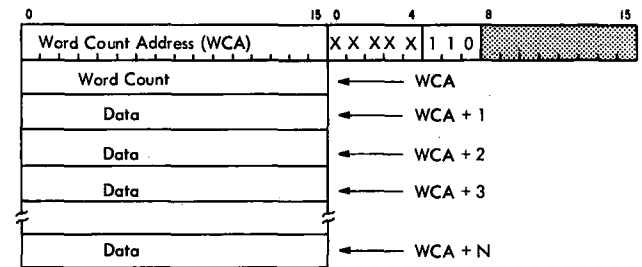 0 15 0 4 8 15
Word Count Address (WCA) X X X X X 1 1 0
Word Count WCA
Data WCA + 1
Data WCA + 2
Data WCA + 3
Data WCA + N